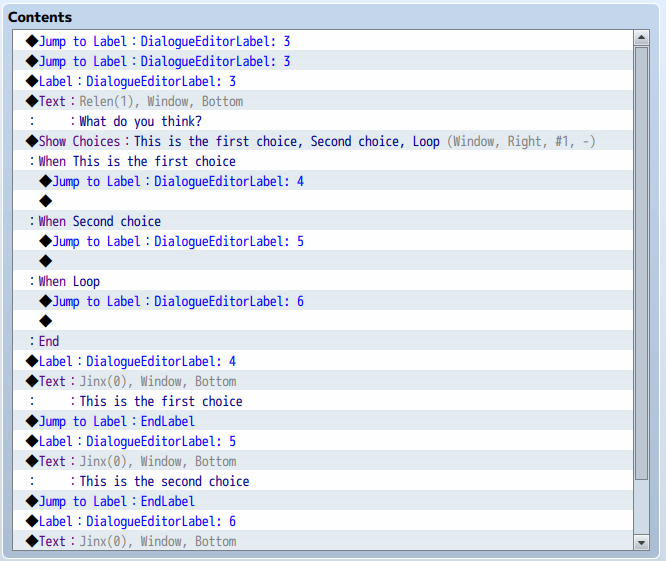 Contents
◆Jump to Label：DialogueEditorLabel: 3
◆Jump to Label：DialogueEditorLabel: 3
◆Label：DialogueEditorLabel: 3
◆Text：Relen(1), Window, Bottom
：　　：What do you think?
◆Show Choices：This is the first choice, Second choice, Loop (Window, Right, #1, -)
：When This is the first choice
◆Jump to Label：DialogueEditorLabel: 4
◆
：When Second choice
◆Jump to Label：DialogueEditorLabel: 5
◆
：When Loop
◆Jump to Label：DialogueEditorLabel: 6
◆
：End
◆Label：DialogueEditorLabel: 4
◆Text：Jinx(0), Window, Bottom
：　　：This is the first choice
◆Jump to Label：EndLabel
◆Label：DialogueEditorLabel: 5
◆Text：Jinx(0), Window, Bottom
：　　：This is the second choice
◆Jump to Label：EndLabel
◆Label：DialogueEditorLabel: 6
◆Text：Jinx(0), Window, Bottom